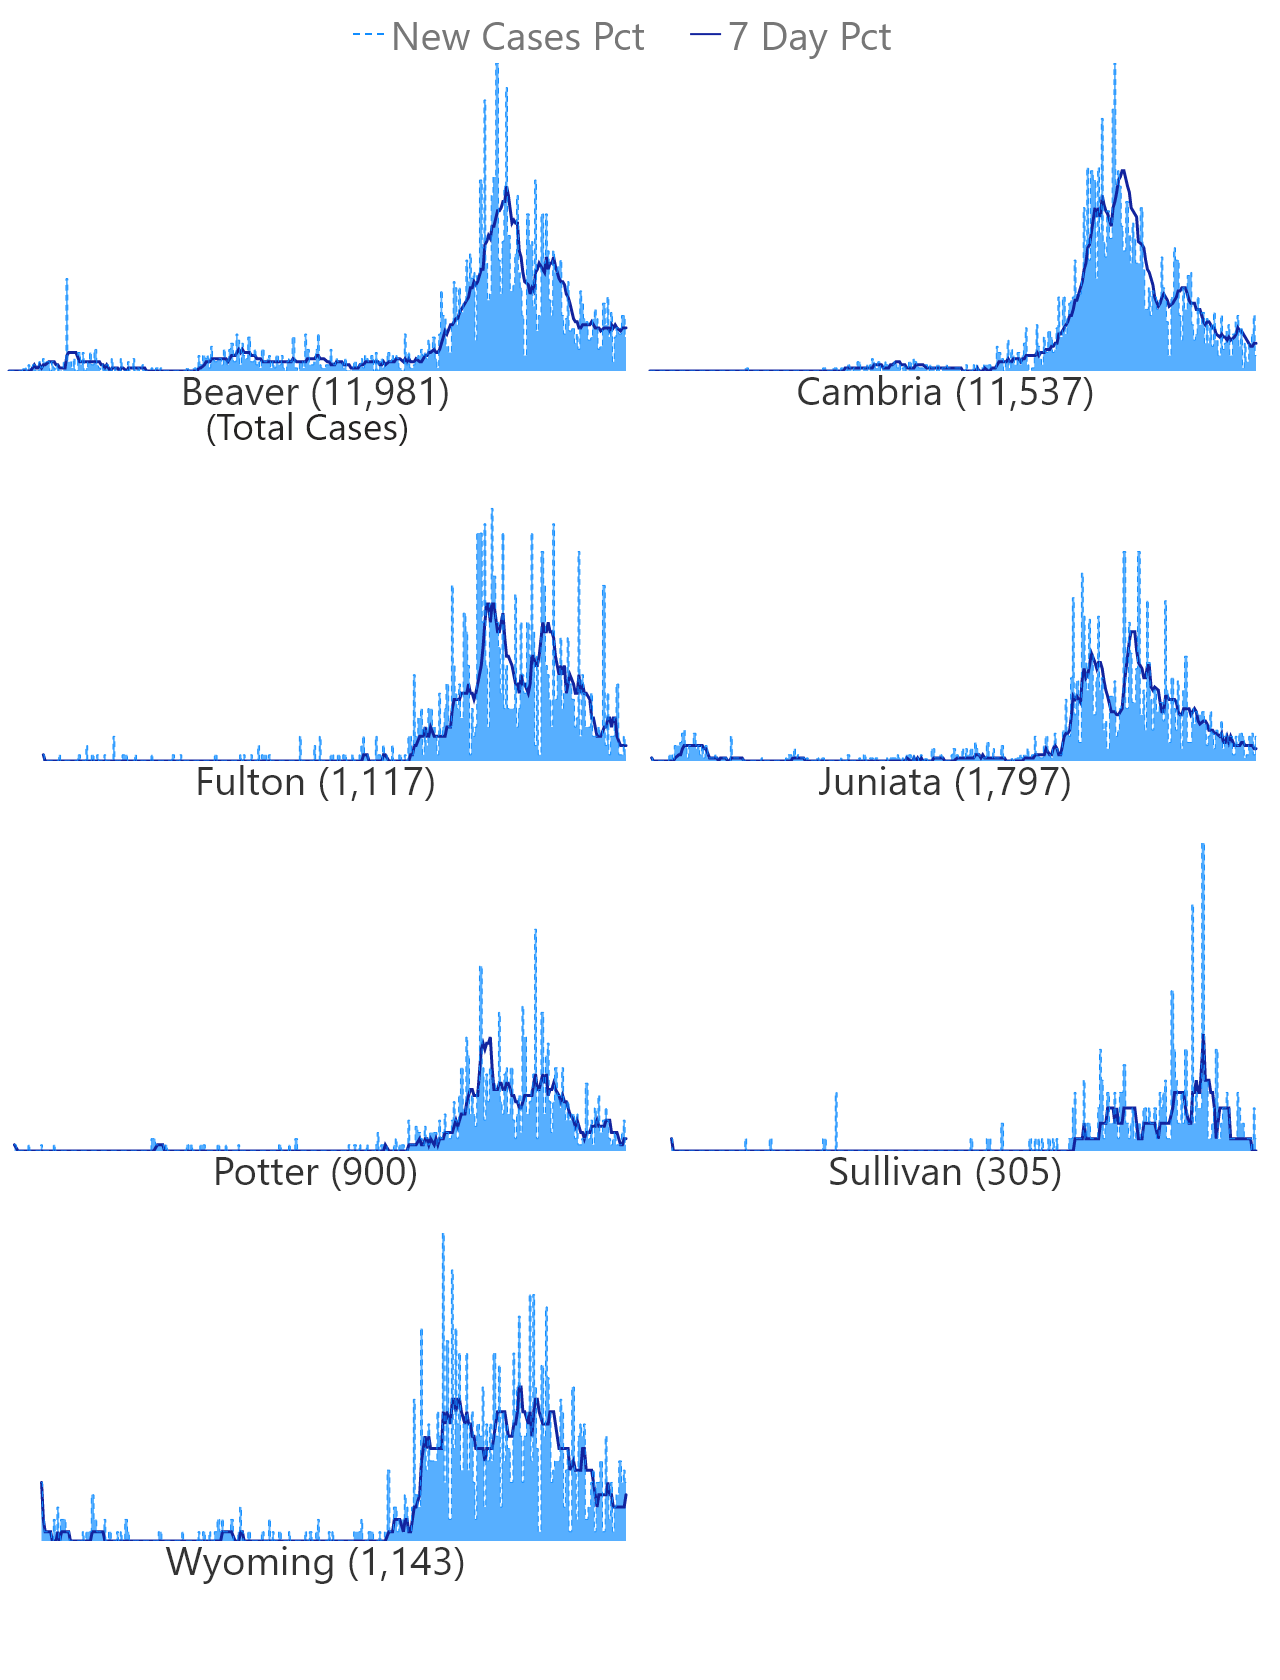 New Cases Pct 7 Day Pct
Beaver (11,981)
(Total Cases)
Cambria (11,537)
Fulton (1,117)
Juniata (1,797)
Potter (900)
Sullivan (305)
Wyoming (1,143)